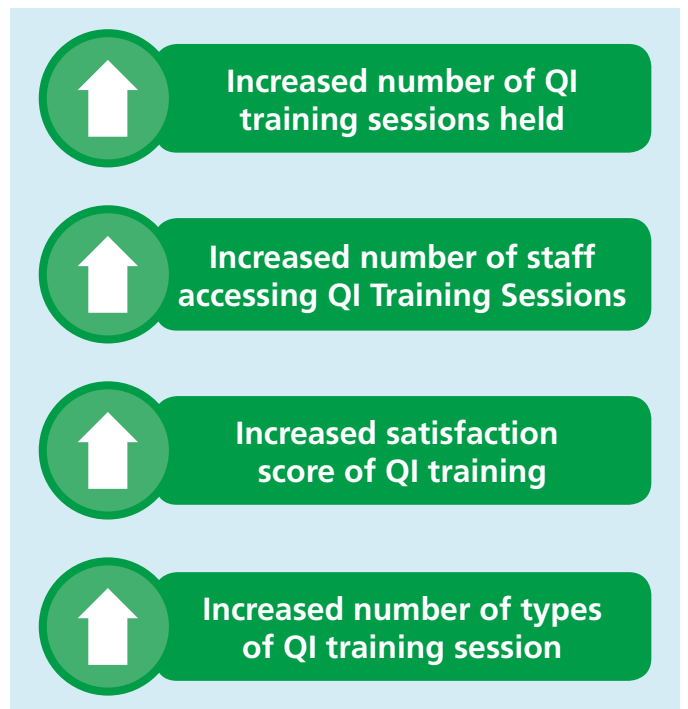 Increased number of QI
training sessions held
Increased number of staff
accessing QI Training Sessions
Increased satisfaction
score of QI training
Increased number of types
of QI training session